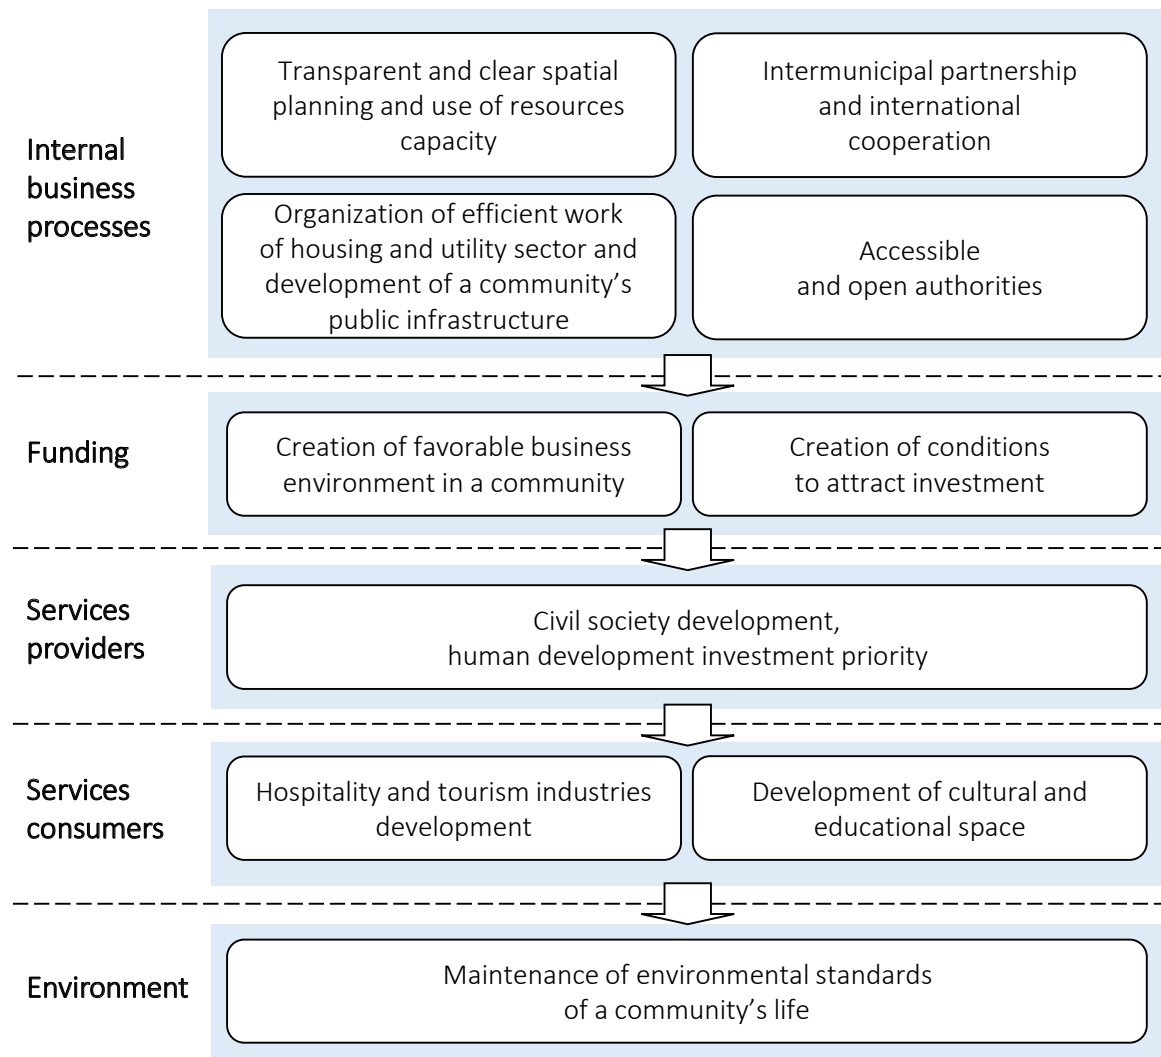 Internal
business
processes
Transparent and clear spatial
planning and use of resources
capacity
Intermunicipal partnership
and international
cooperation
Organization of efficient work
of housing and utility sector and
development of a community’s
public infrastructure
Accessible
and open authorities
Funding
Creation of favorable business
environment in a community
Creation of conditions
to attract investment
Services
providers
Civil society development,
human development investment priority
Services
consumers
Hospitality and tourism industries
development
Development of cultural and
educational space
Environment
Maintenance of environmental standards
of a community’s life